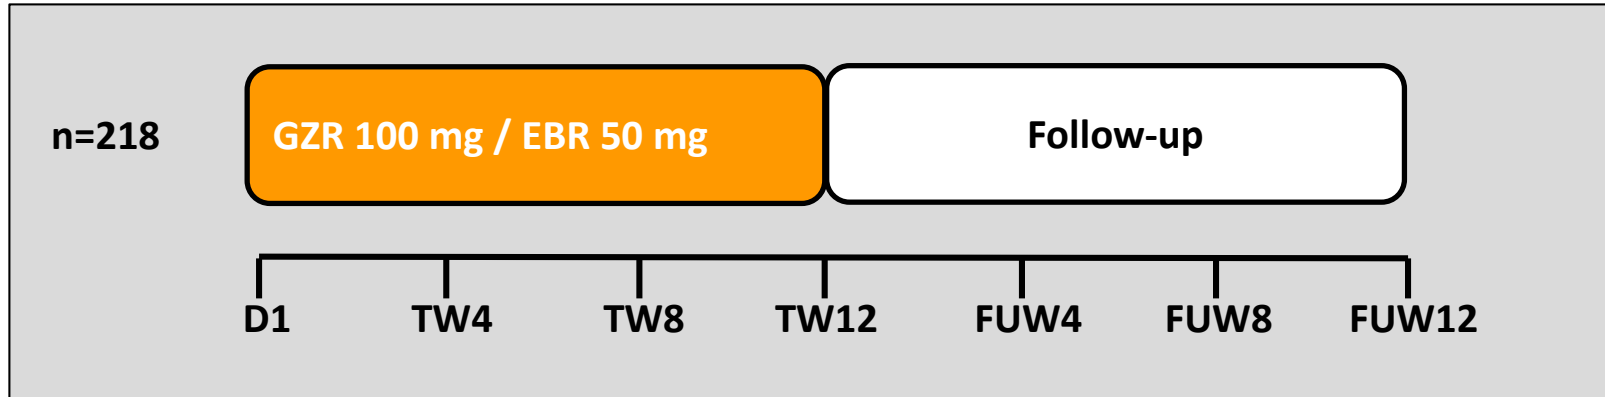 n=218
GZR 100 mg / EBR 50 mg
Follow-up
D1 TW4 TW8 TW12 FUW4 FUW8 FUW12